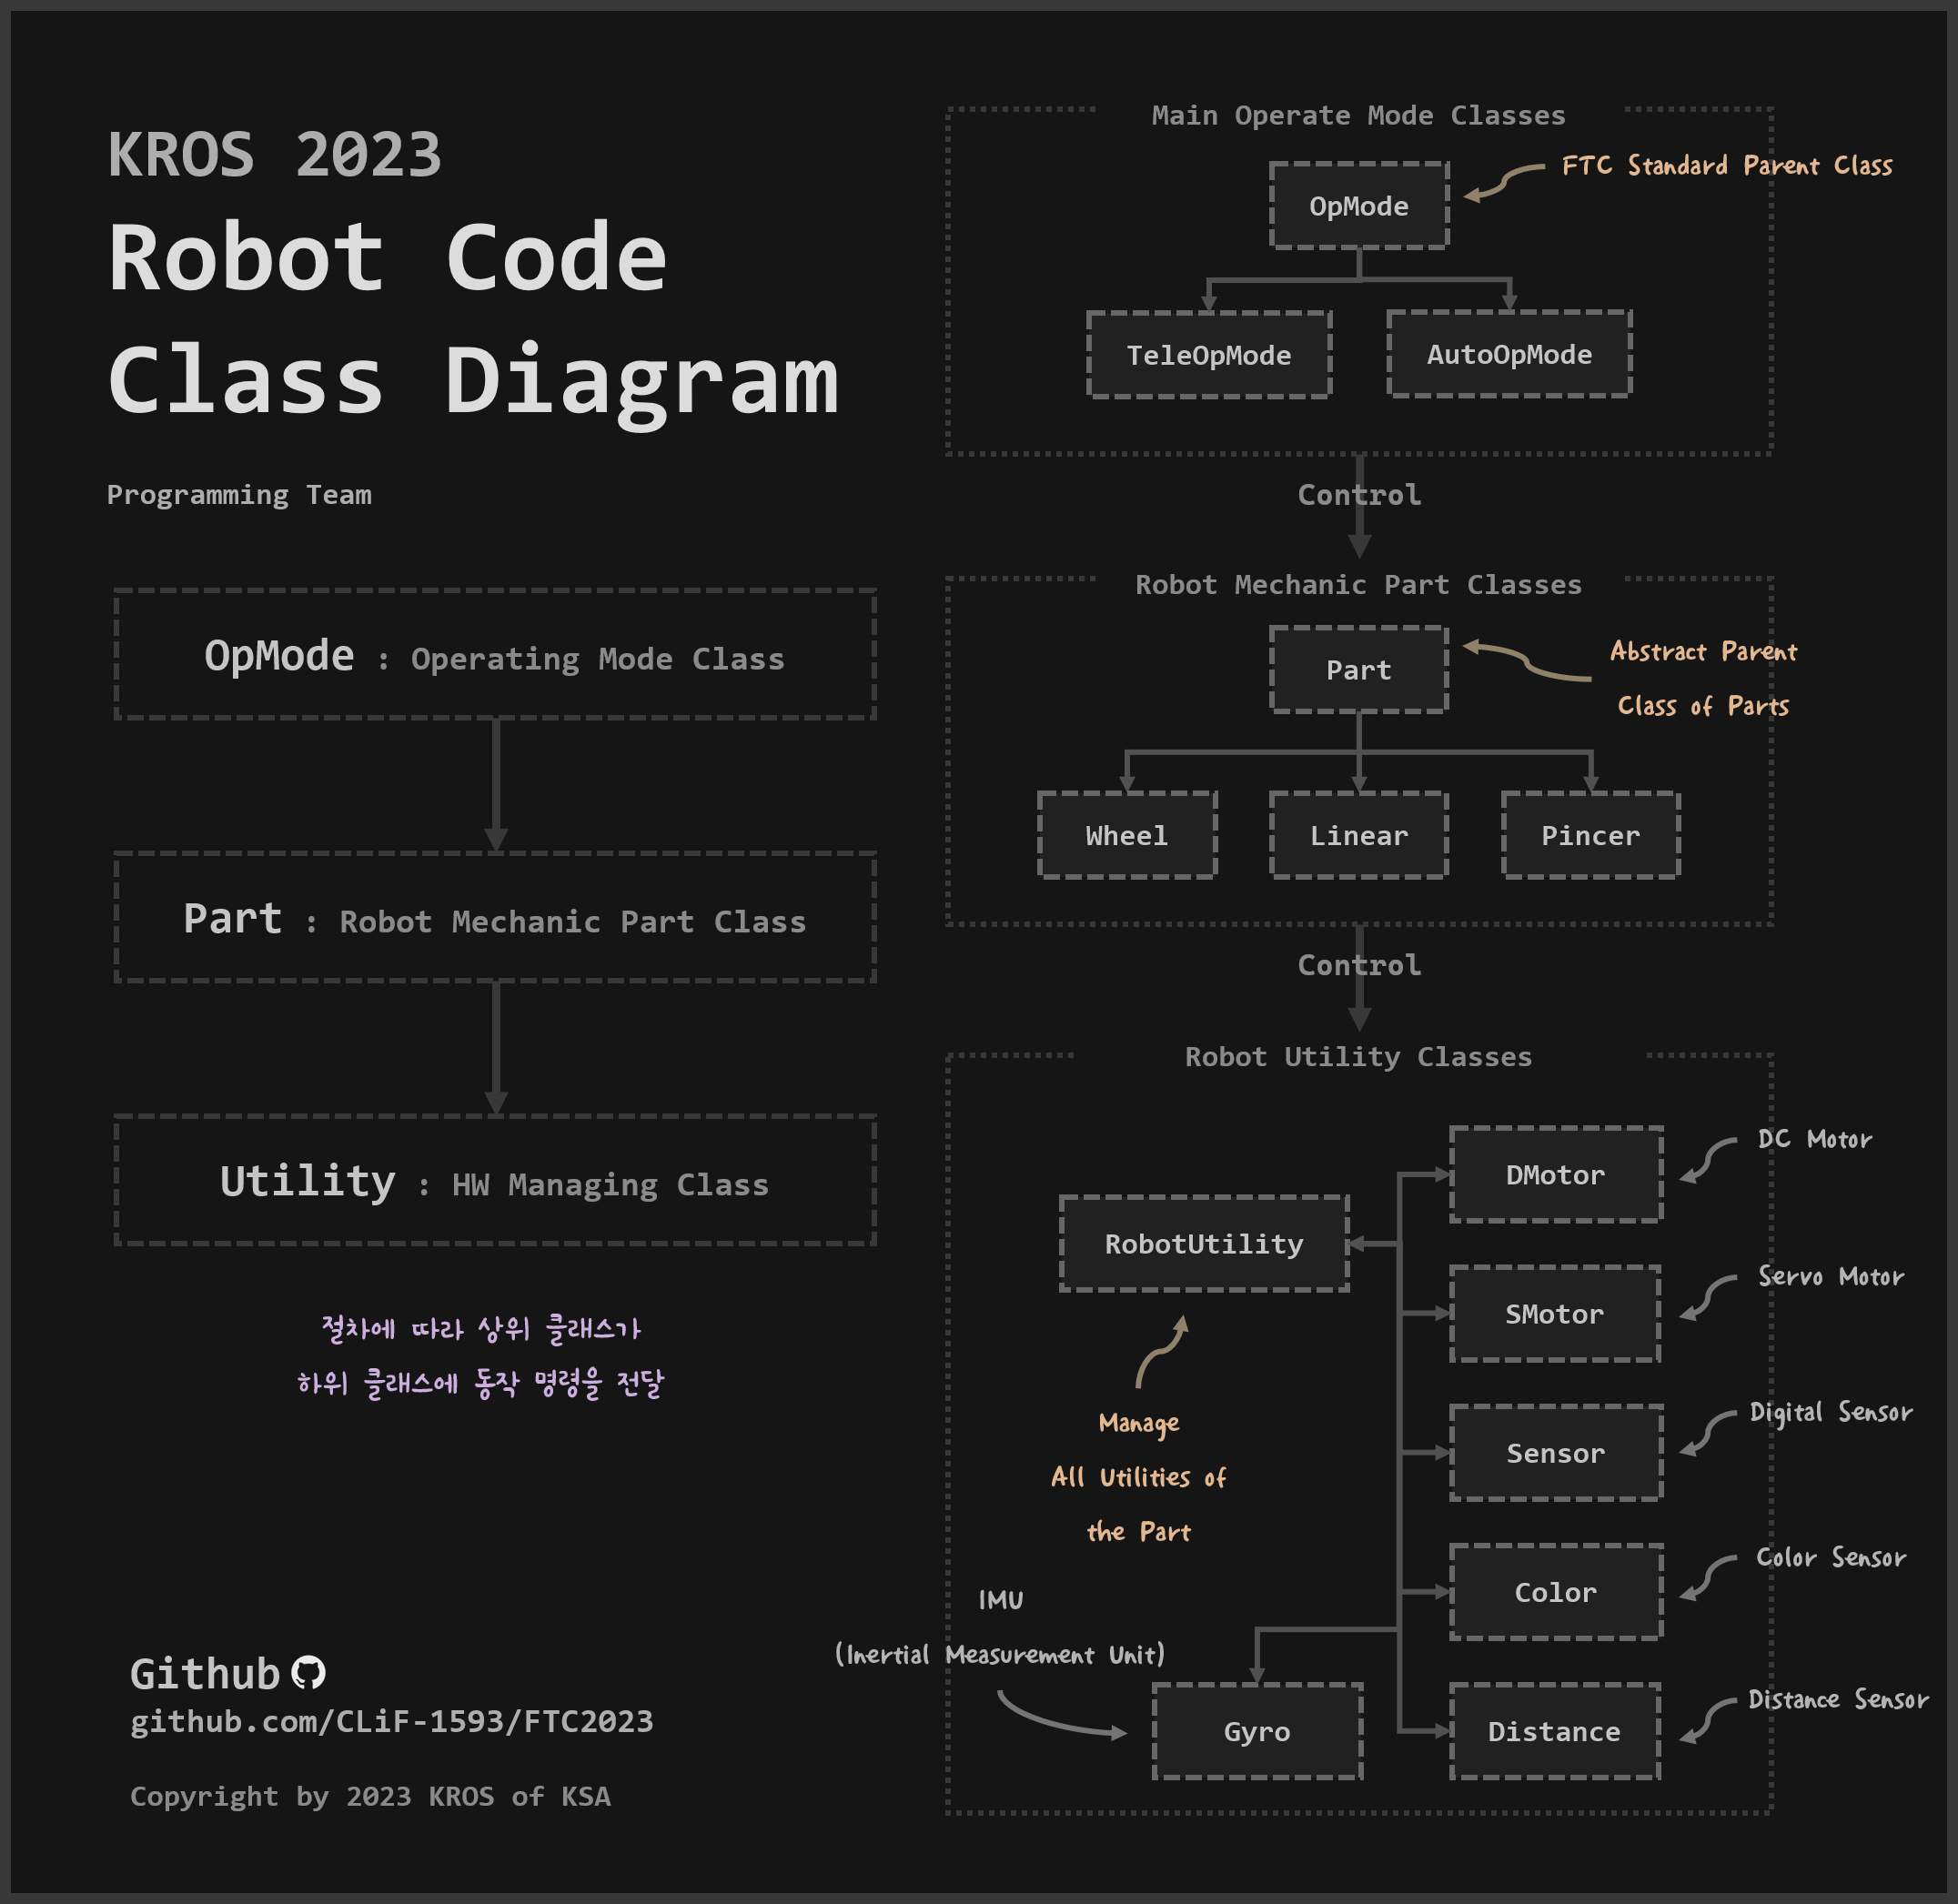 KROS 2023
Robot Code
Class Diagram
Programming Team
OpMode : Operating Mode Class
Part : Robot Mechanic Part Class
Utility : HW Managing Class
절차에 따라 상위 클래스가
하위 클래스에 동작 명령을 전달
Github
github.com/CLiF-1593/FTC2023
Copyright by 2023 KROS of KSA
Main Operate Mode Classes
OpMode
FTC Standard Parent Class
TeleOpMode
AutoOpMode
Control
Robot Mechanic Part Classes
Part
Abstract Parent
Class of Parts
Wheel
Linear
Pincer
Control
Robot Utility Classes
RobotUtility
Manage
All Utilities of
the Part
DMotor
DC Motor
SMotor
Servo Motor
Sensor
Digital Sensor
Color
Color Sensor
IMU
(Inertial Measurement Unit)
Gyro
Distance
Distance Sensor